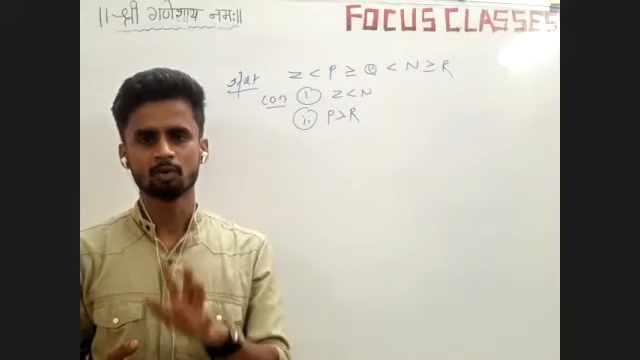 ||श्री गणेशाय नमः||
FOCUS CLASSES
Z < P ≥ Q < N ≥ R
con (i) Z < N
(ii) P > R